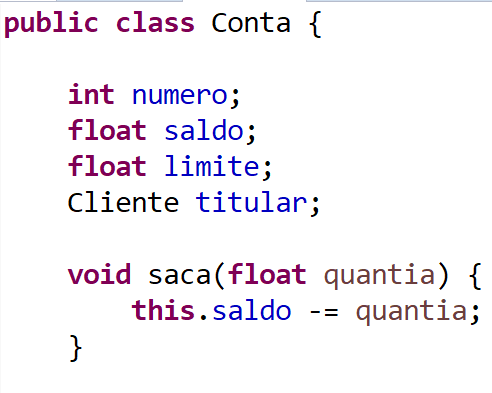 public class Conta {
int numero;
float saldo;
float limite;
Cliente titular;
void saca(float quantia) {
this.saldo -= quantia;
}